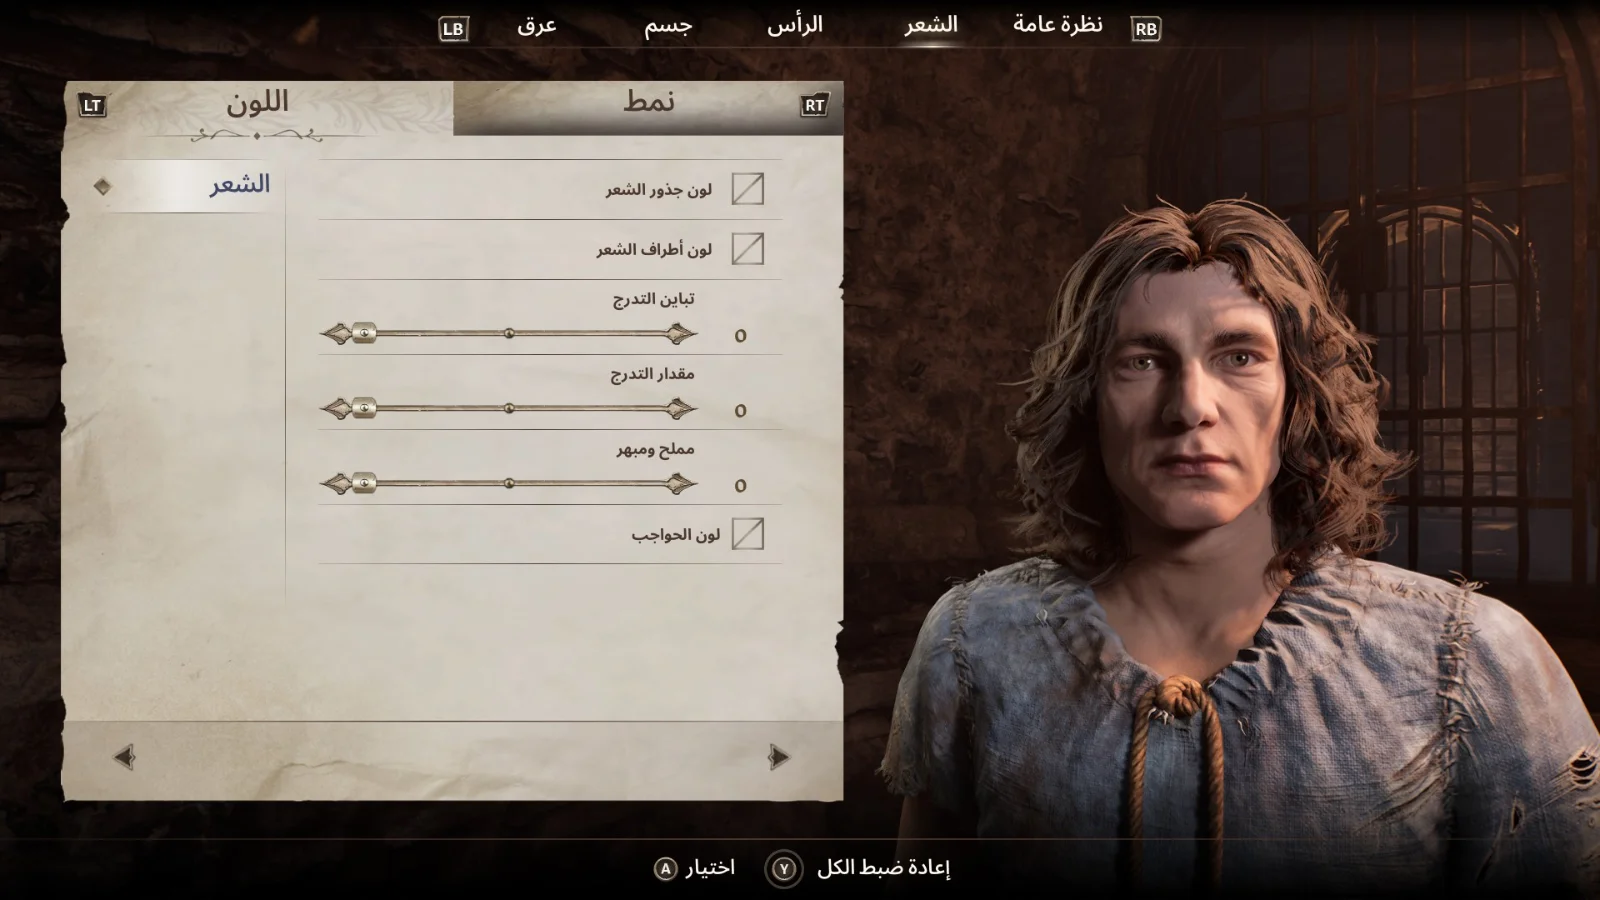 RB نظرة عامة الشعر الرأس جسم عرق LB
RT نمط اللون LT
الشعر
لون جذور الشعر
لون أطراف الشعر
تباين التدرج
0
مقدار التدرج
0
مملح ومبهر
0
لون الحواجب
إعادة ضبط الكل Y اختيار A